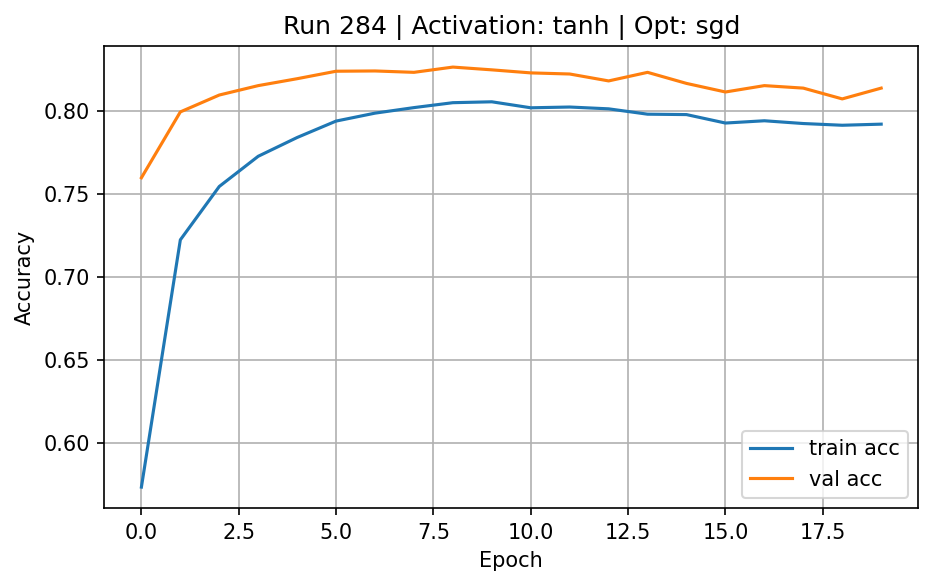 Run 284 | Activation: tanh | Opt: sgd
Accuracy
0.80
0.75
0.70
0.65
0.60
train acc
val acc
0.0 2.5 5.0 7.5 10.0 12.5 15.0 17.5
Epoch